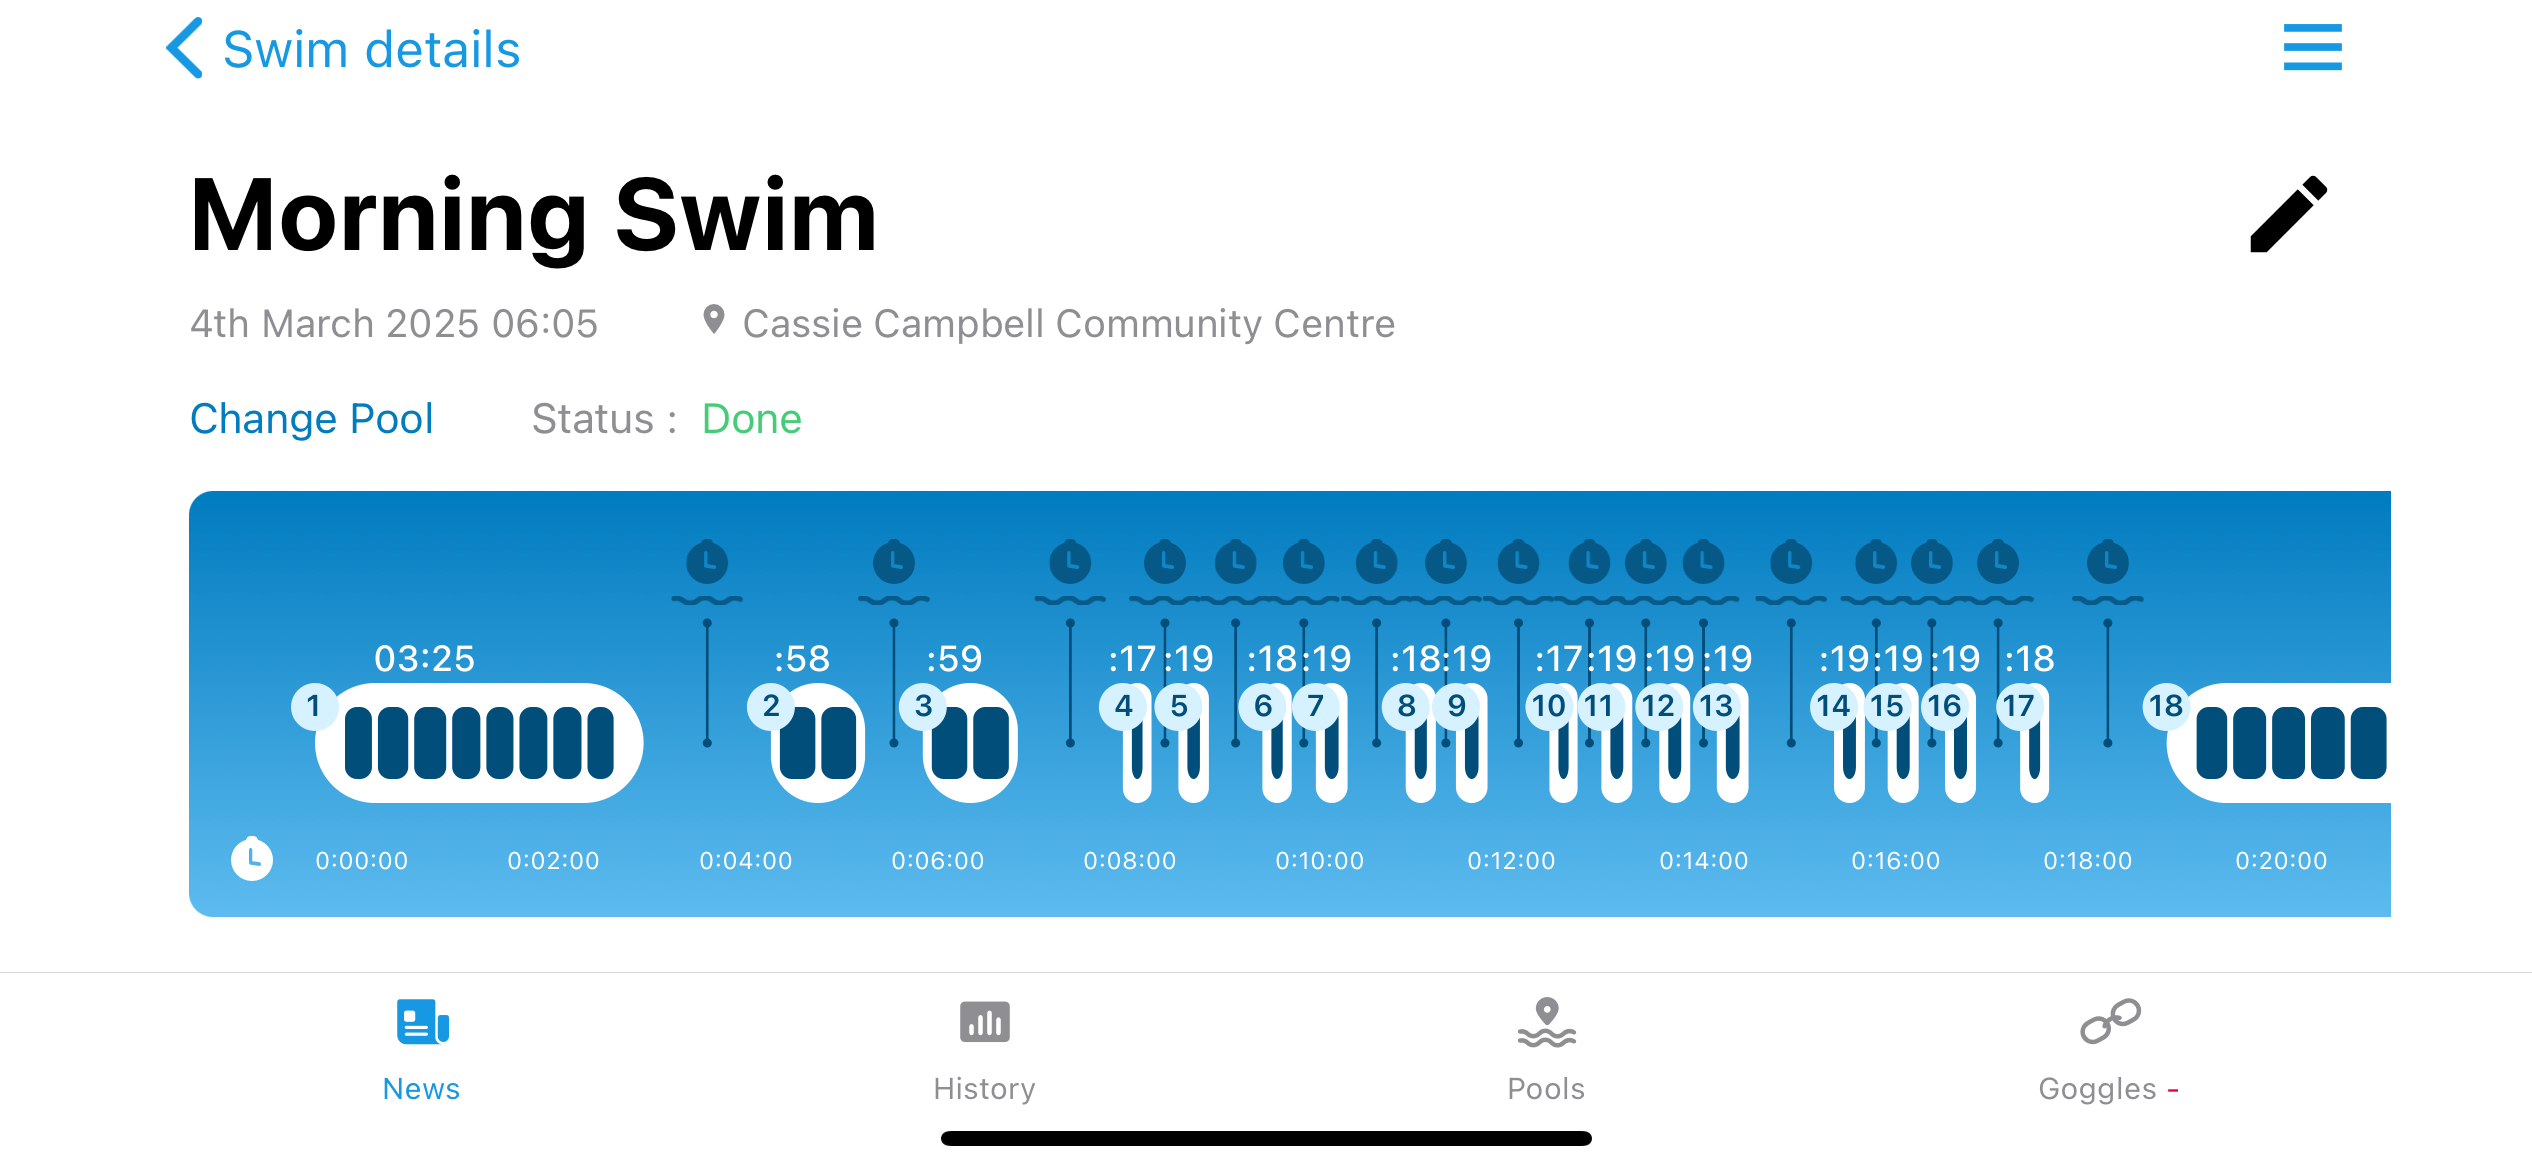 Swim details
Morning Swim
4th March 2025 06:05 Cassie Campbell Community Centre
Change Pool Status : Done
03:25 :58 :59 :17 :19 :18 :19 :18 :19 :17 :19 :19 :19 :19 :19 :19 :18
1 2 3 4 5 6 7 8 9 10 11 12 13 14 15 16 17 18
0:00:00 0:02:00 0:04:00 0:06:00 0:08:00 0:10:00 0:12:00 0:14:00 0:16:00 0:18:00 0:20:00
News History Pools Goggles -